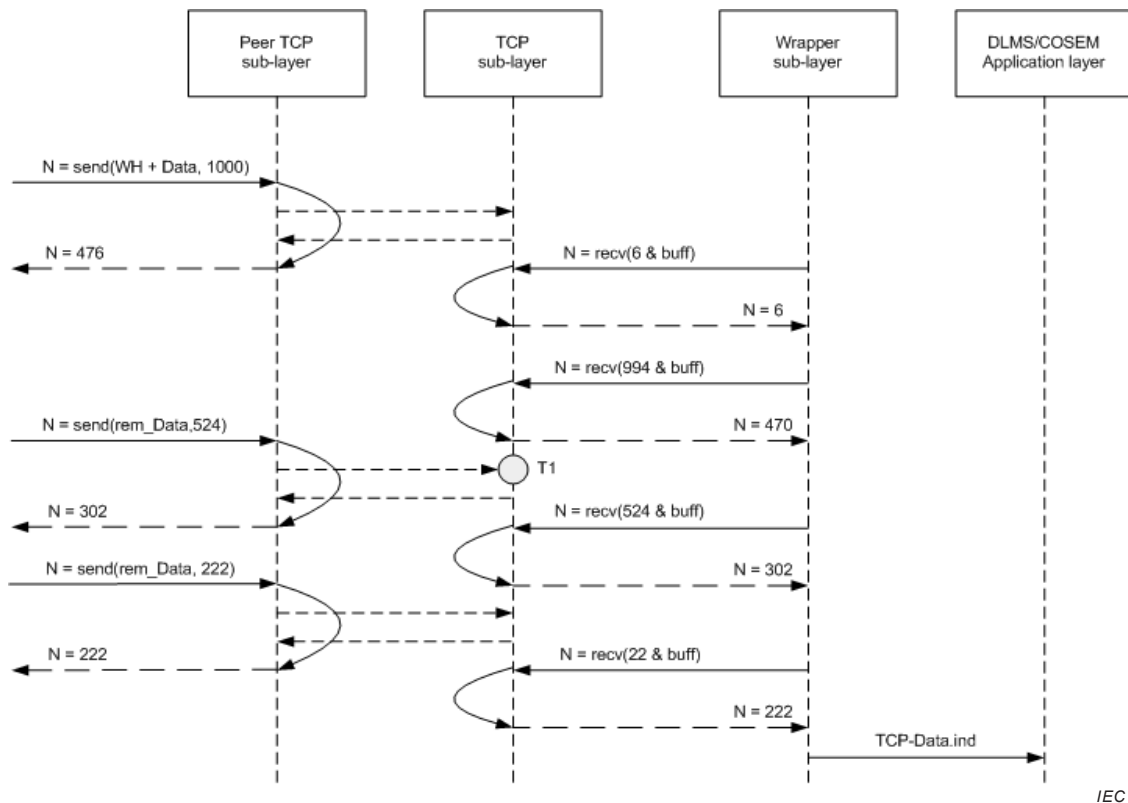 Peer TCP
sub-layer
TCP
sub-layer
Wrapper
sub-layer
DLMS/COSEM
Application layer
N = send(WH + Data, 1000)
N = 476
N = recv(6 & buff)
N = 6
N = recv(994 & buff)
N = send(rem_Data,524)
N = 470
T1
N = 302
N = recv(524 & buff)
N = send(rem_Data, 222)
N = 302
N = 222
N = recv(22 & buff)
N = 222
TCP-Data.ind
IEC